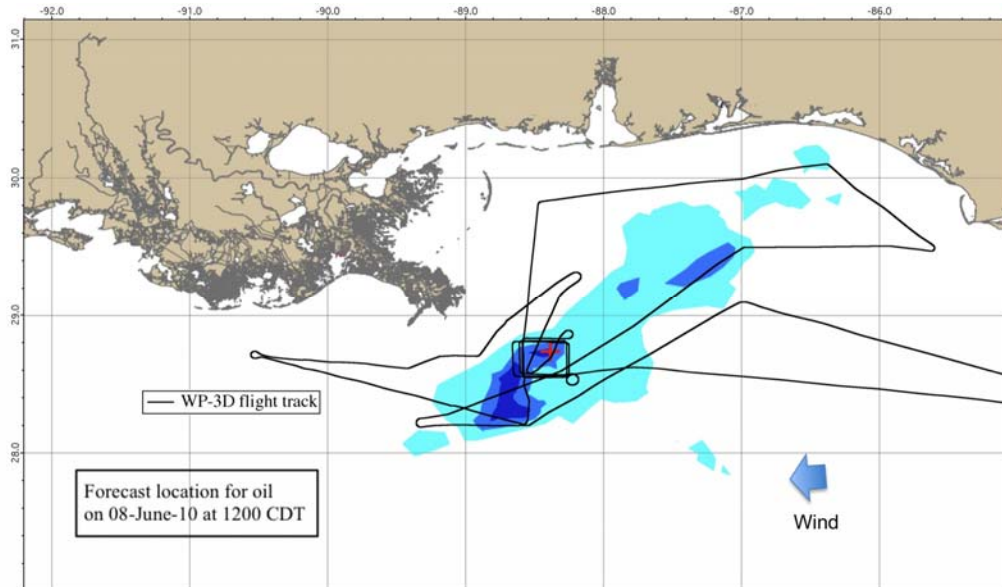 -92.0 -91.0 -90.0 -89.0 -88.0 -87.0 -86.0
31.0
30.0
29.0
28.0
WP-3D flight track
Forecast location for oil
on 08-June-10 at 1200 CDT
Wind